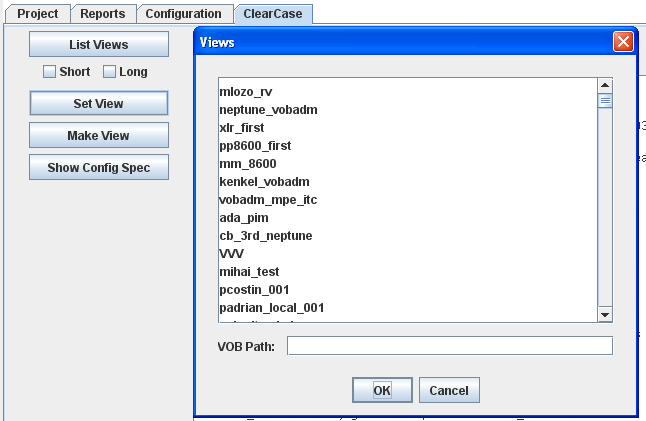 Project Reports Configuration ClearCase
List Views
Short Long
Set View
Make View
Show Config Spec
Views
mlozo_rv
neptune_vobadm
xlr_first
pp8600_first
mm_8600
kenkel_vobadm
vobadm_mpe_itc
ada_pim
cb_3rd_neptune
VVV
mihai_test
pcostin_001
padrian_local_001
VOB Path:
OK Cancel